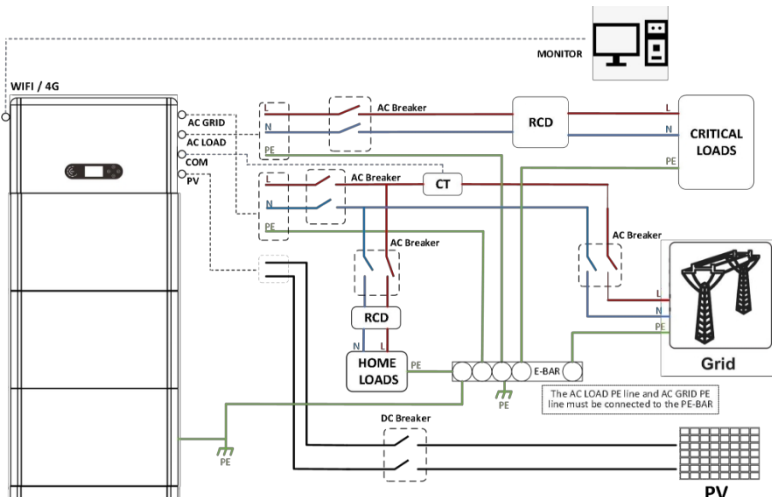 MONITOR
WIFI / 4G
AC GRID
AC LOAD
COM
PV
L
N
PE
AC Breaker
RCD
L
N
PE
CRITICAL
LOADS
L
N
PE
AC Breaker
CT
AC Breaker
AC Breaker
RCD
N
L
HOME
LOADS
PE
E-BAR
PE
L
N
PE
Grid
The AC LOAD PE line and AC GRID PE
line must be connected to the PE-BAR
PE
DC Breaker
PV